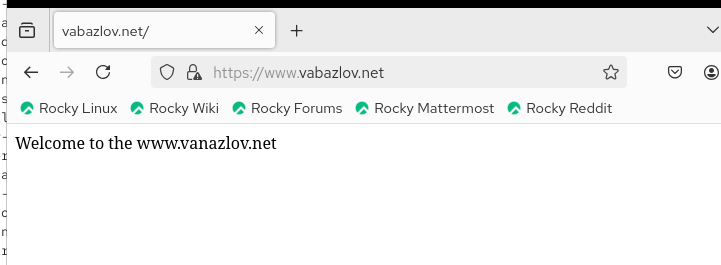 vabazlov.net/
https://www.vabazlov.net
Rocky Linux Rocky Wiki Rocky Forums Rocky Mattermost Rocky Reddit
Welcome to the www.vanazlov.net